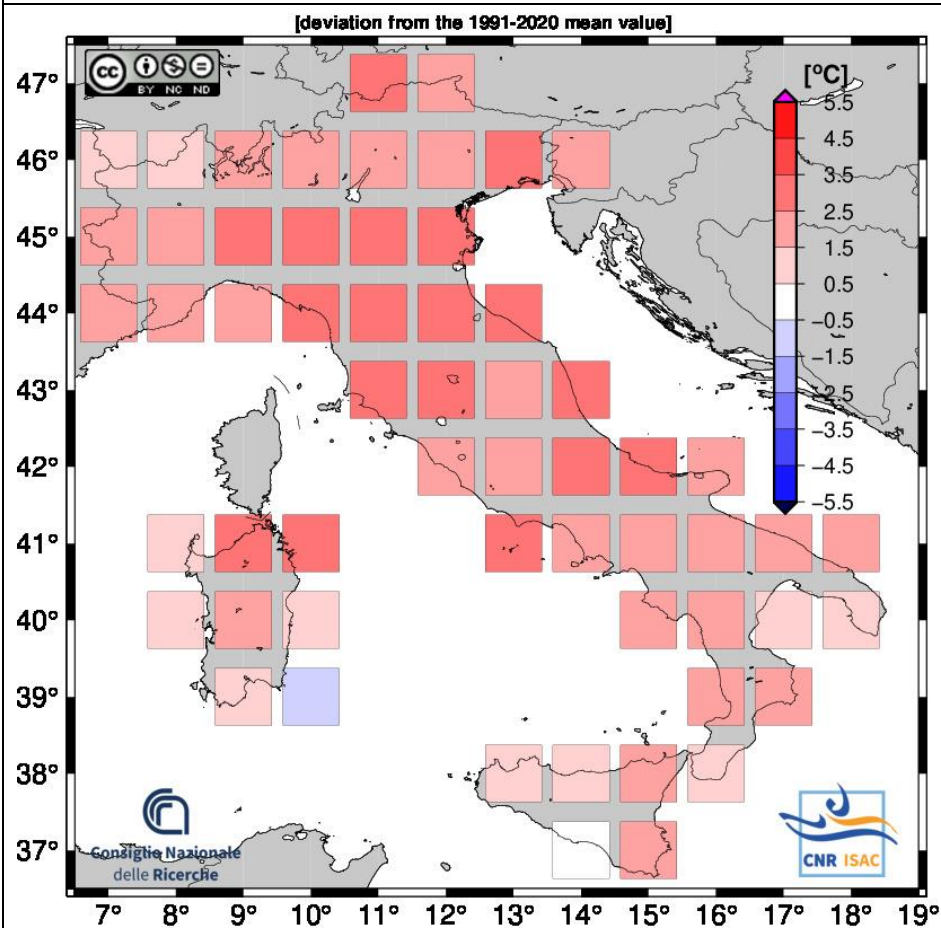 [deviation from the 1991-2020 mean value]
cc
BY NC ND
[°C]
5.5
4.5
3.5
2.5
1.5
0.5
−0.5
−1.5
−2.5
−3.5
−4.5
−5.5
47°
46°
45°
44°
43°
42°
41°
40°
39°
38°
37°
Consiglio Nazionale
delle Ricerche
CNR ISAC
7° 8° 9° 10° 11° 12° 13° 14° 15° 16° 17° 18° 19°